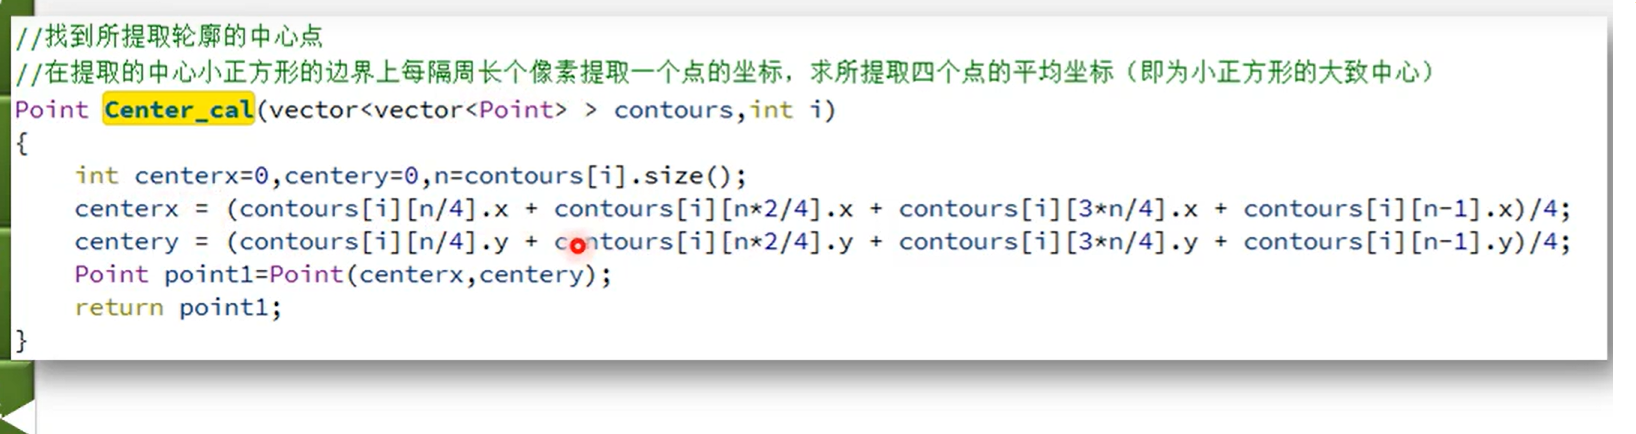 //找到所提取轮廓的中心点
//在提取的中心小正方形的边界上每隔周长个像素提取一个点的坐标，求所提取四个点的平均坐标（即为小正方形的大致中心）
Point Center_cal(vector<vector<Point> > contours,int i)
{
    int centerx=0,centery=0,n=contours[i].size();
    centerx = (contours[i][n/4].x + contours[i][n*2/4].x + contours[i][3*n/4].x + contours[i][n-1].x)/4;
    centery = (contours[i][n/4].y + contours[i][n*2/4].y + contours[i][3*n/4].y + contours[i][n-1].y)/4;
    Point point1=Point(centerx,centery);
    return point1;
}